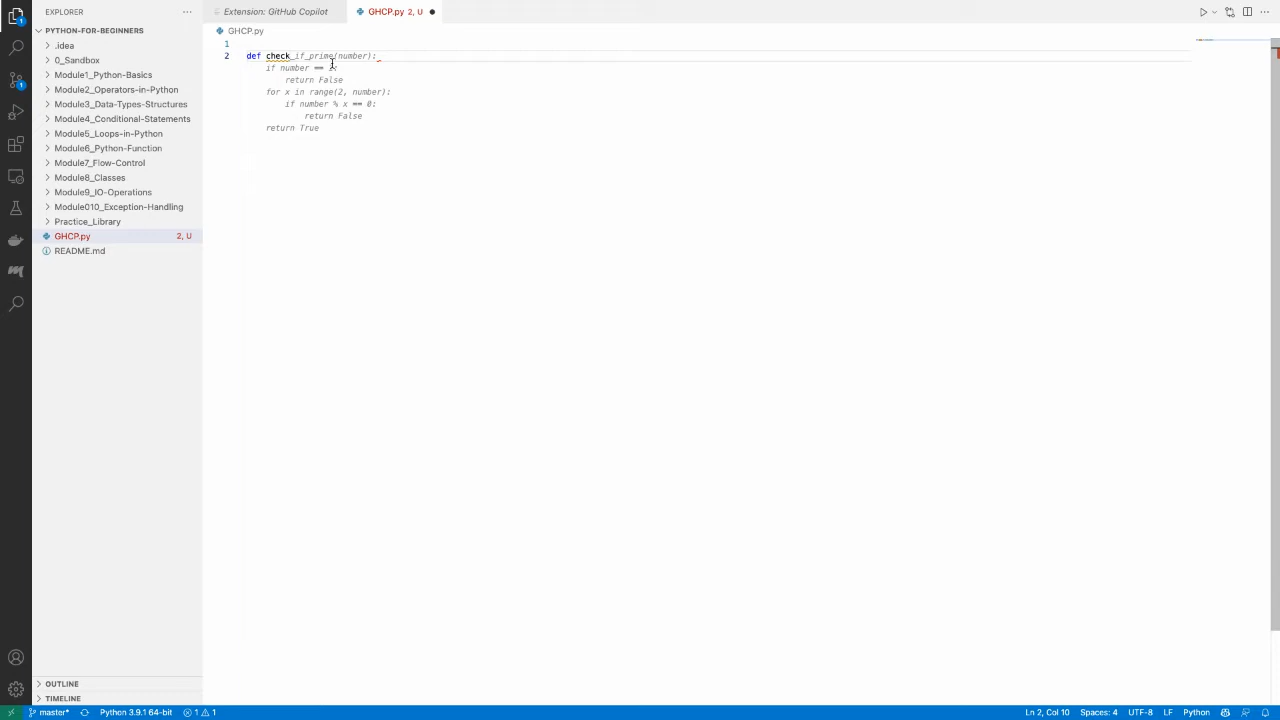 EXPLORER
Extension: GitHub Copilot
GHCP.py 2, U
PYTHON-FOR-BEGINNERS
.idea
0_Sandbox
Module1_Python-Basics
Module2_Operators-in-Python
Module3_Data-Types-Structures
Module4_Conditional-Statements
Module5_Loops-in-Python
Module6_Python-Function
Module7_Flow-Control
Module8_Classes
Module9_IO-Operations
Module010_Exception-Handling
Practice_Library
GHCP.py 2, U
README.md
OUTLINE
TIMELINE
GHCP.py
1
2 def check_if_prime(number):
if number == 1:
return False
for x in range(2, number):
if number % x == 0:
return False
return True
1
1
master* Python 3.9.1 64-bit 1 1 Ln 2, Col 10 Spaces: 4 UTF-8 LF Python